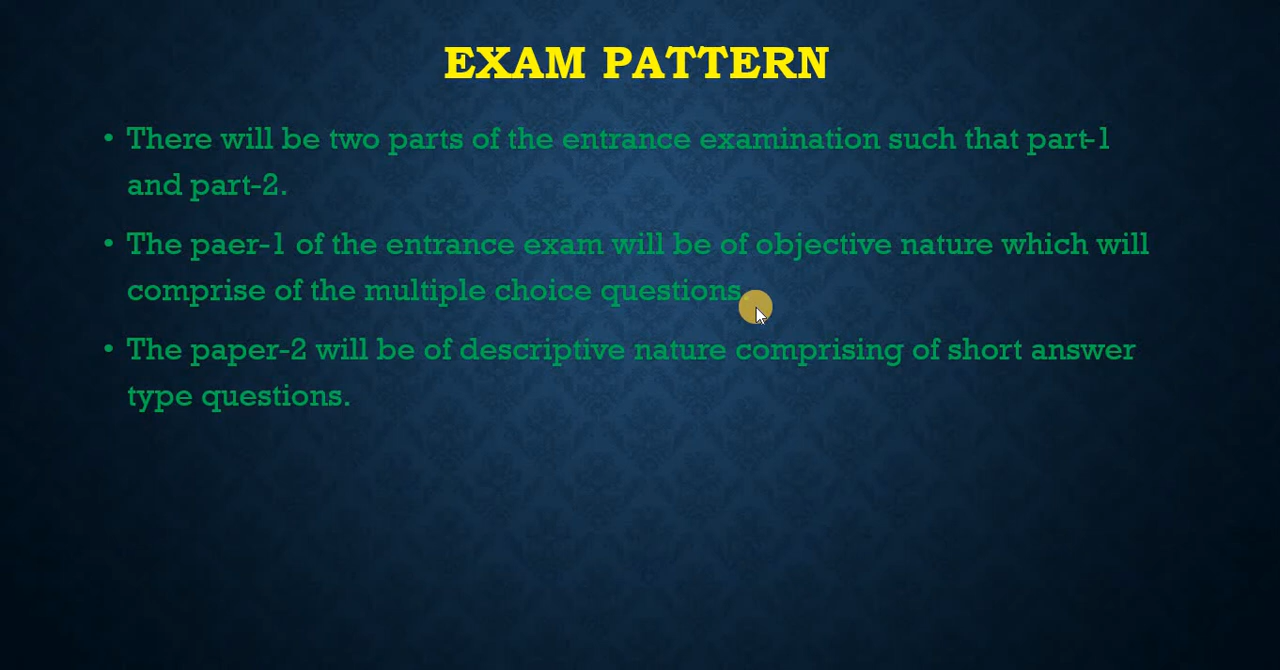 EXAM PATTERN
• There will be two parts of the entrance examination such that part-1
and part-2.
• The paer-1 of the entrance exam will be of objective nature which will
comprise of the multiple choice questions.
• The paper-2 will be of descriptive nature comprising of short answer
type questions.